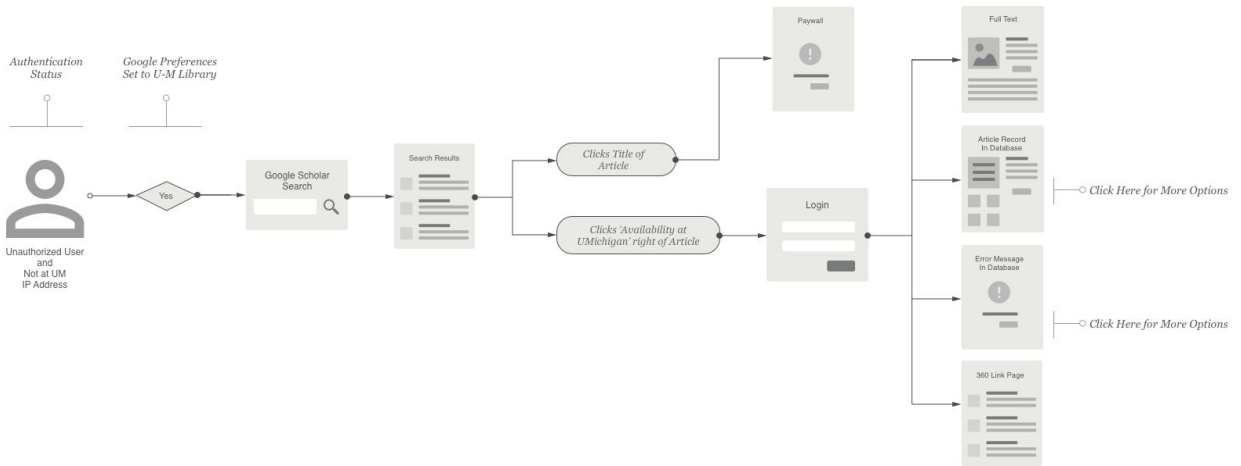 Authentication
Status
Google Preferences
Set to U-M Library
Unauthorized User
and
Not at UM
IP Address
Yes
Google Scholar
Search
Search Results
Clicks Title of
Article
Clicks 'Availability at
UMichigan' right of Article
Paywall
Login
Full Text
Article Record
In Database
Click Here for More Options
Error Message
In Database
Click Here for More Options
360 Link Page